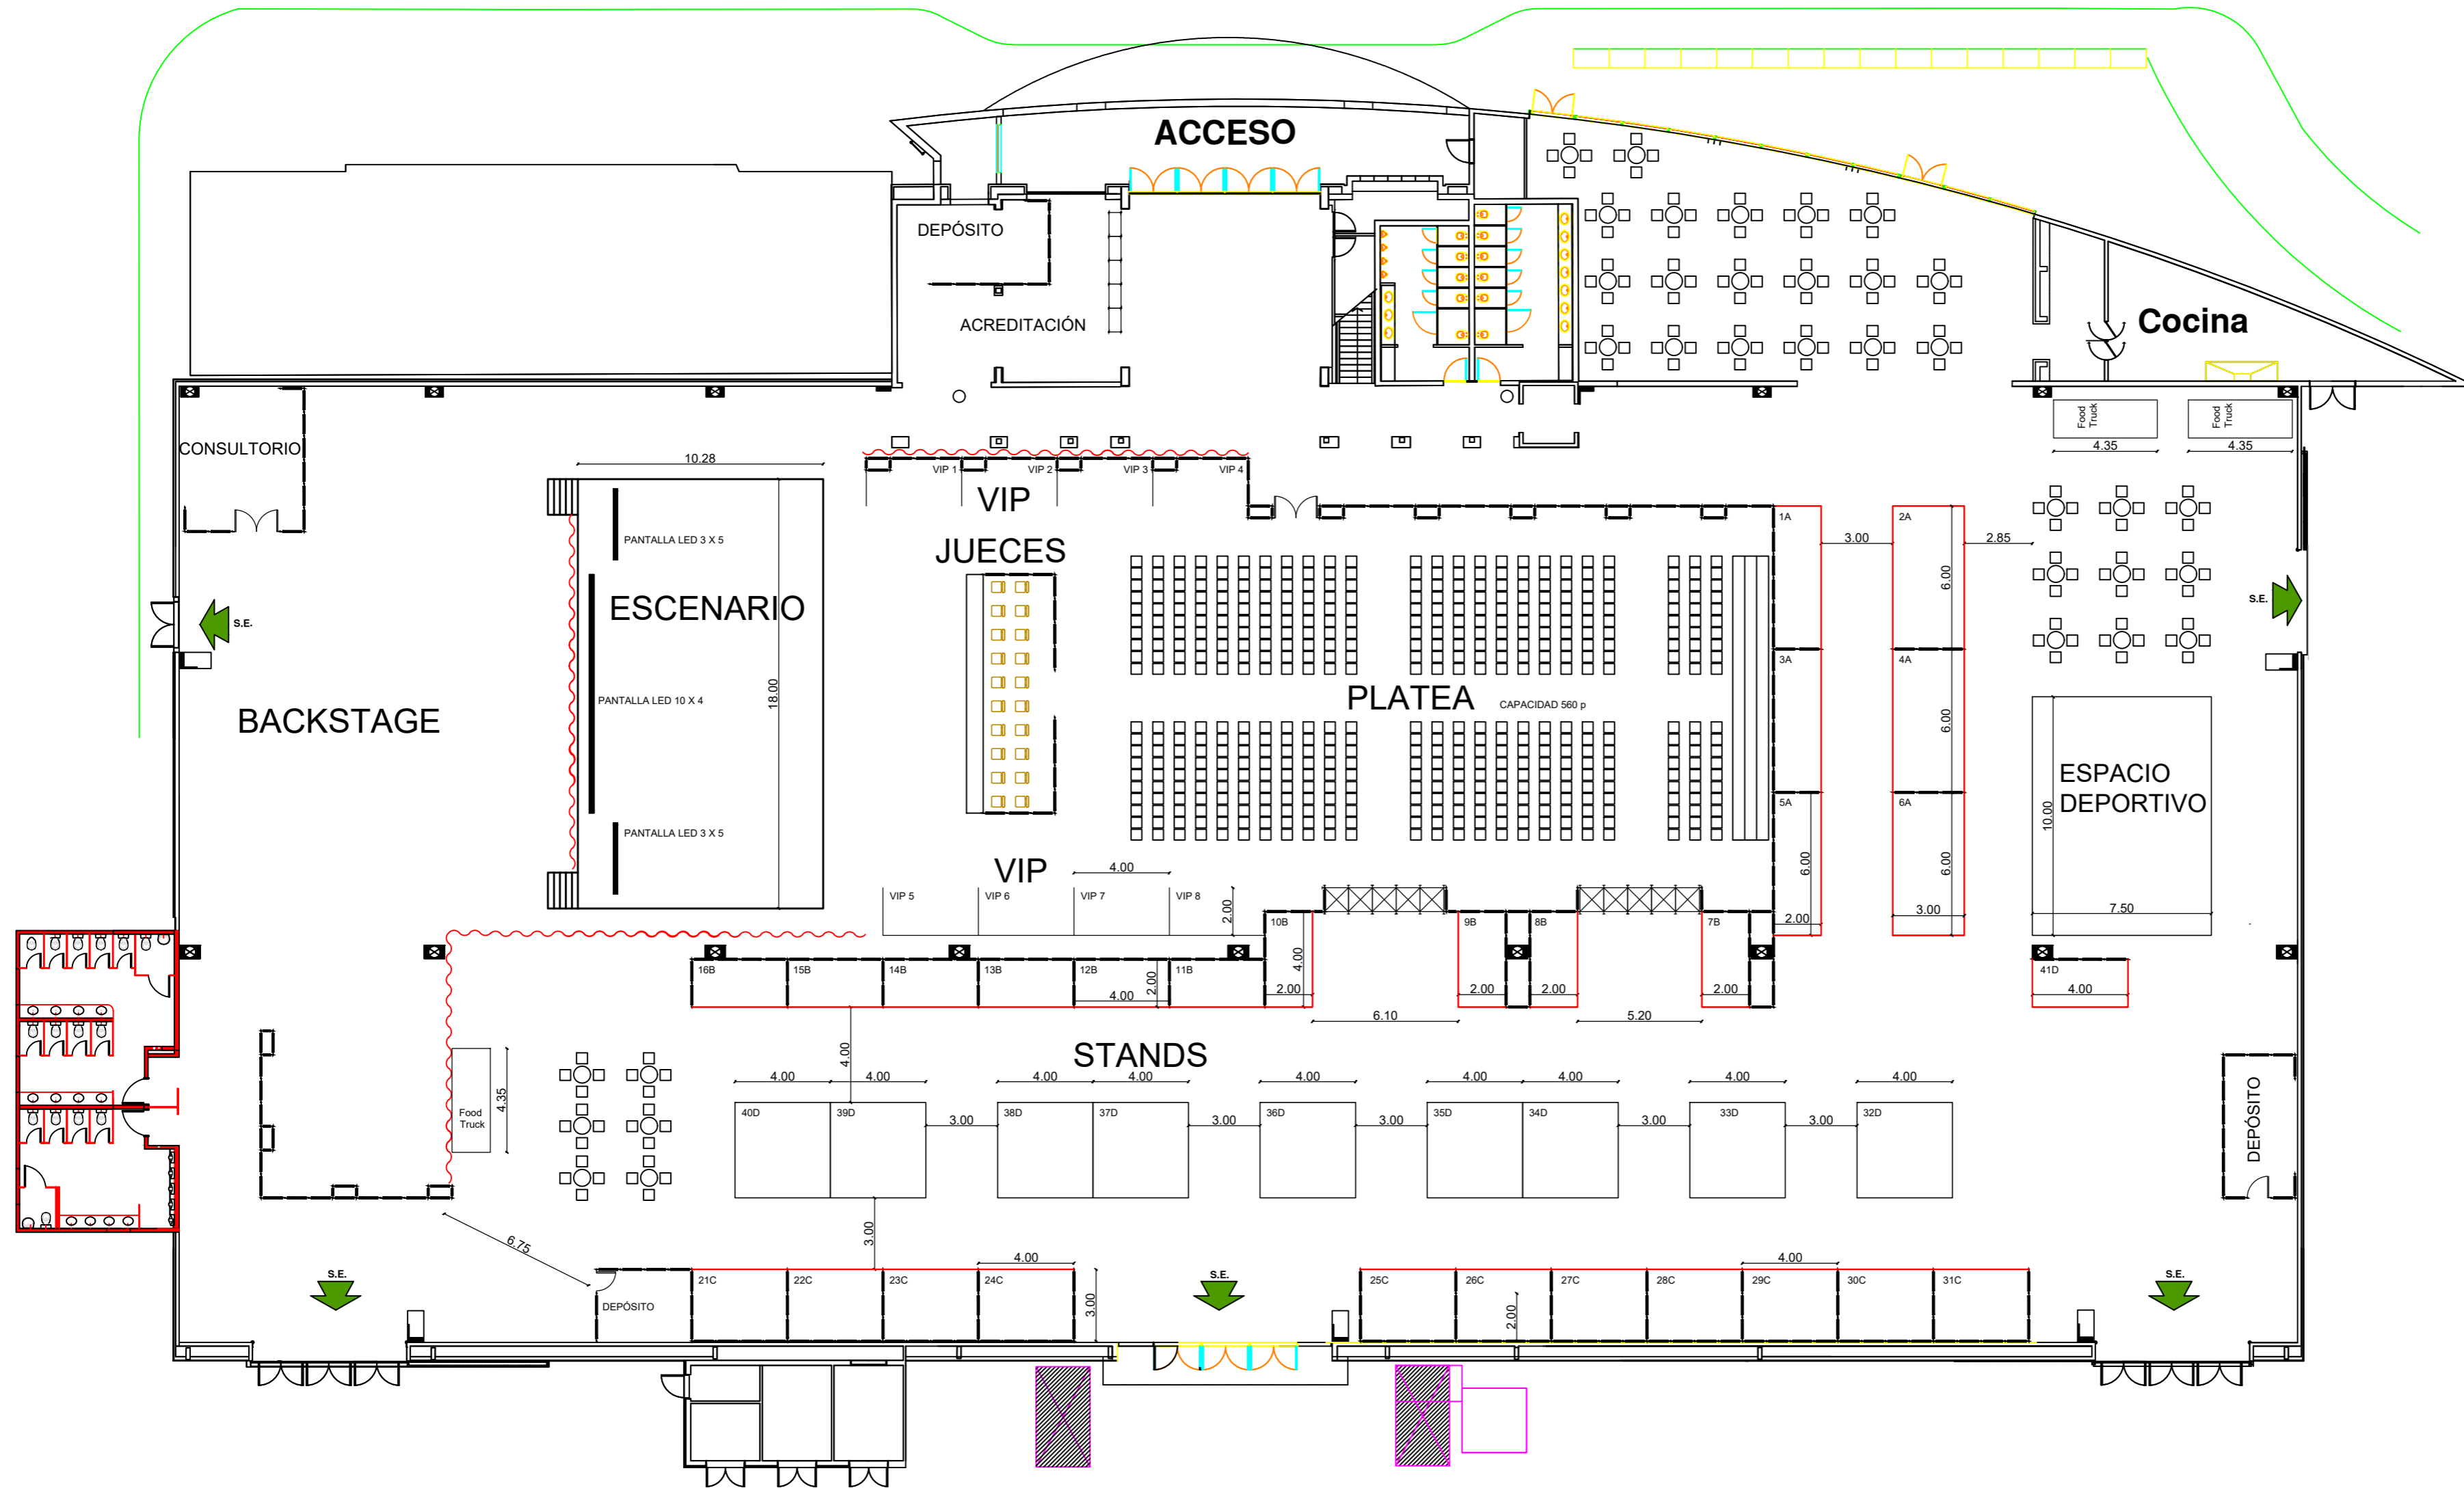 ACCESO
DEPÓSITO
ACREDITACIÓN
Cocina
CONSULTORIO
10.28
VIP 1
VIP 2
VIP 3
VIP 4
VIP
JUECES
Food
Truck
4.35
Food
Truck
4.35
1A
3.00
2A
2.85
6.00
PANTALLA LED 3 X 5
ESCENARIO
S.E.
S.E.
3A
4A
PANTALLA LED 10 X 4
18.00
PLATEA
CAPACIDAD 560 p
6.00
BACKSTAGE
ESPACIO
DEPORTIVO
10.00
5A
6A
PANTALLA LED 3 X 5
6.00
6.00
VIP
4.00
VIP 5
VIP 6
VIP 7
VIP 8
2.00
2.00
3.00
7.50
10B
9B
8B
7B
4.00
16B
15B
14B
13B
12B
11B
41D
2.00
4.00
2.00
2.00
2.00
2.00
4.00
6.10
5.20
STANDS
4.00
4.00
4.00
4.00
4.00
4.00
4.00
4.00
4.00
4.00
Food
Truck
4.35
40D
39D
38D
37D
36D
35D
34D
33D
32D
3.00
3.00
3.00
3.00
3.00
DEPÓSITO
3.00
6.75
4.00
4.00
S.E.
S.E.
S.E.
21C
22C
23C
24C
25C
26C
27C
28C
29C
30C
31C
DEPÓSITO
3.00
2.00